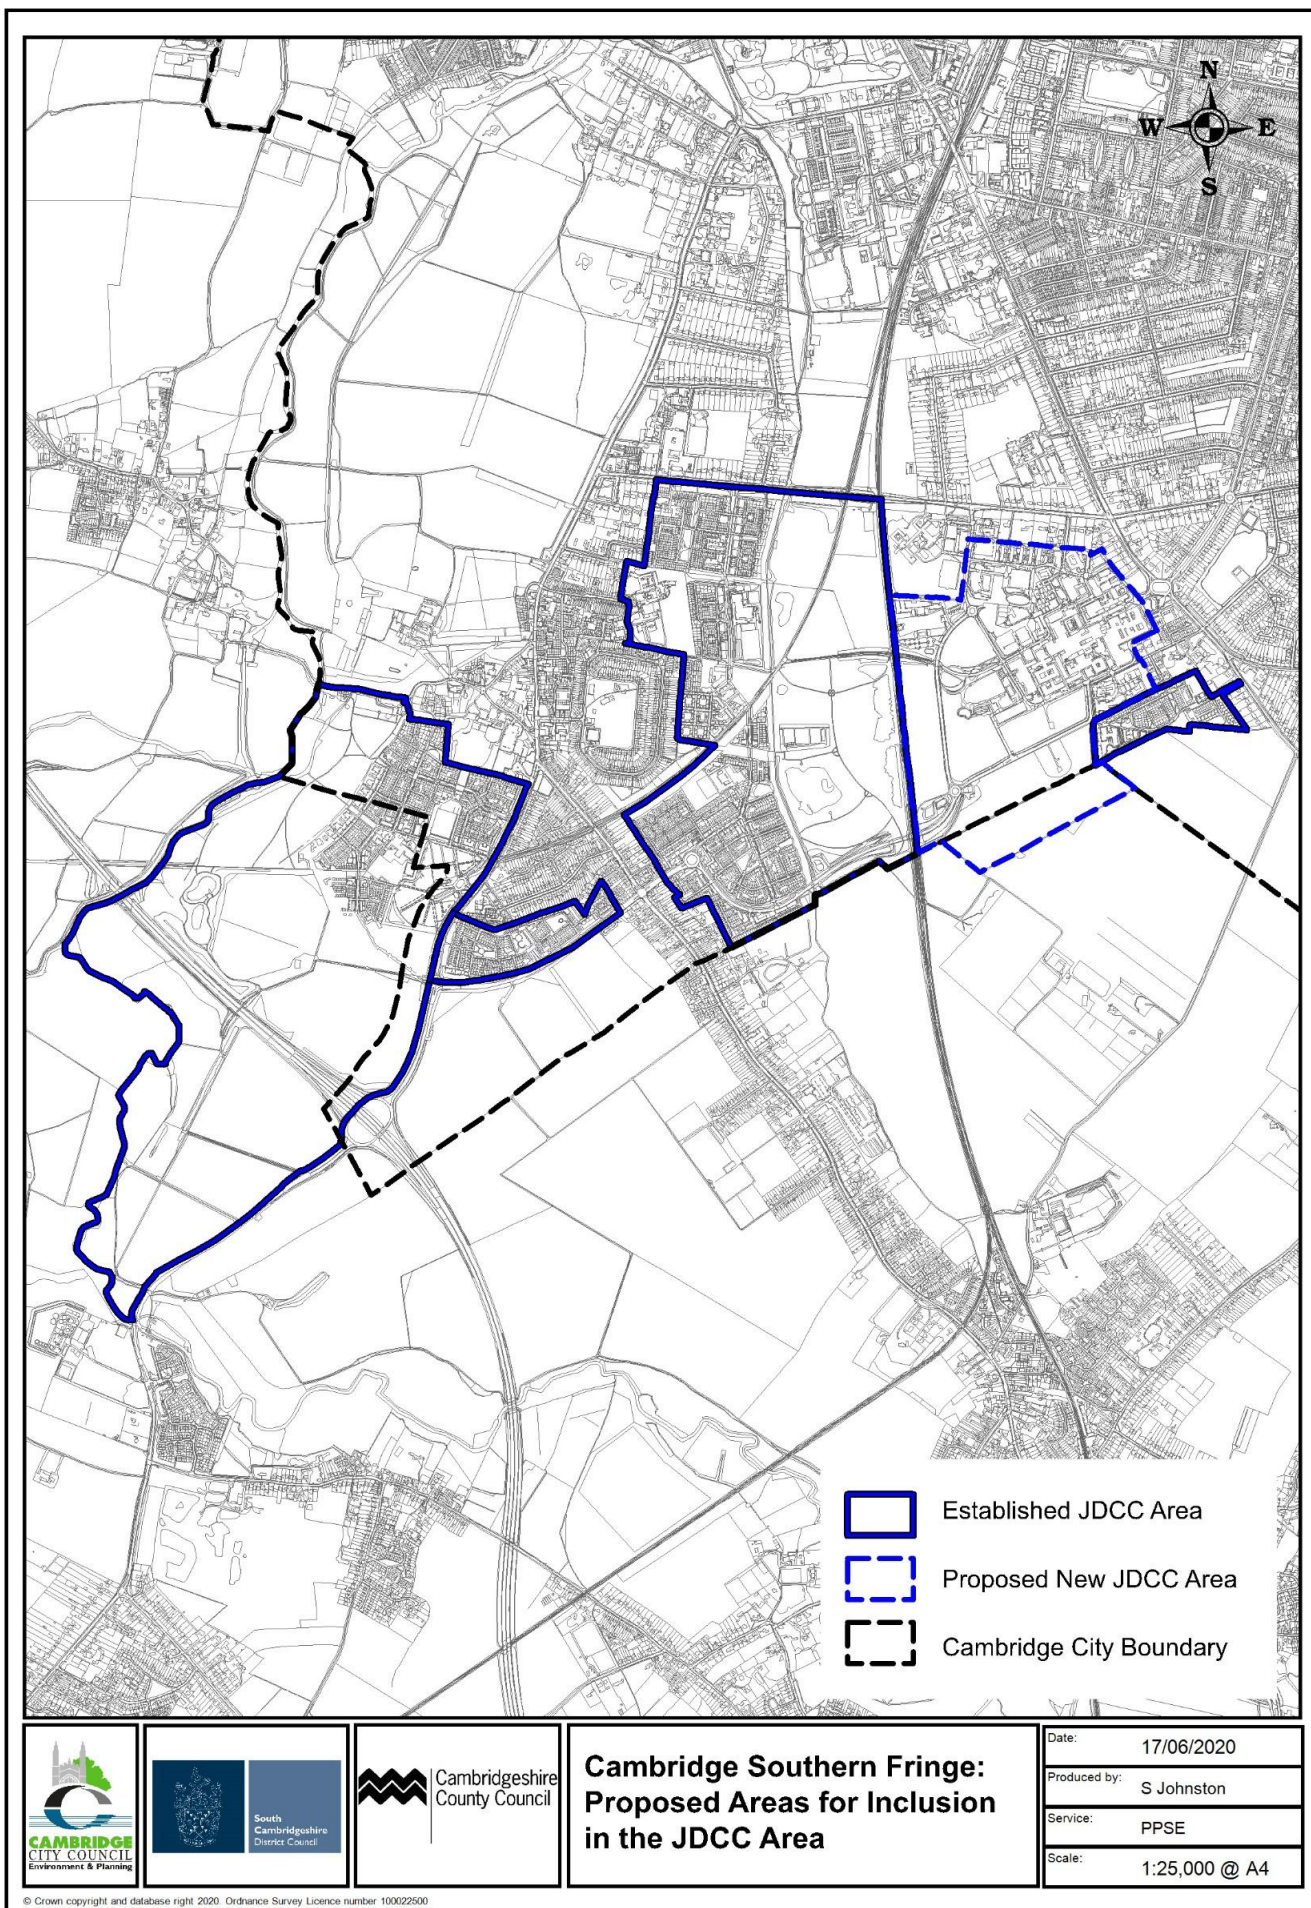 N
W
E
S
Established JDCC Area
Proposed New JDCC Area
Cambridge City Boundary
CAMBRIDGE
CITY COUNCIL
Environment & Planning
South
Cambridgeshire
District Council
Cambridgeshire
County Council
Cambridge Southern Fringe:
Proposed Areas for Inclusion
in the JDCC Area
Date:
17/06/2020
Produced by:
S Johnston
Service:
PPSE
Scale:
1:25,000 @ A4
© Crown copyright and database right 2020. Ordnance Survey Licence number 100022500